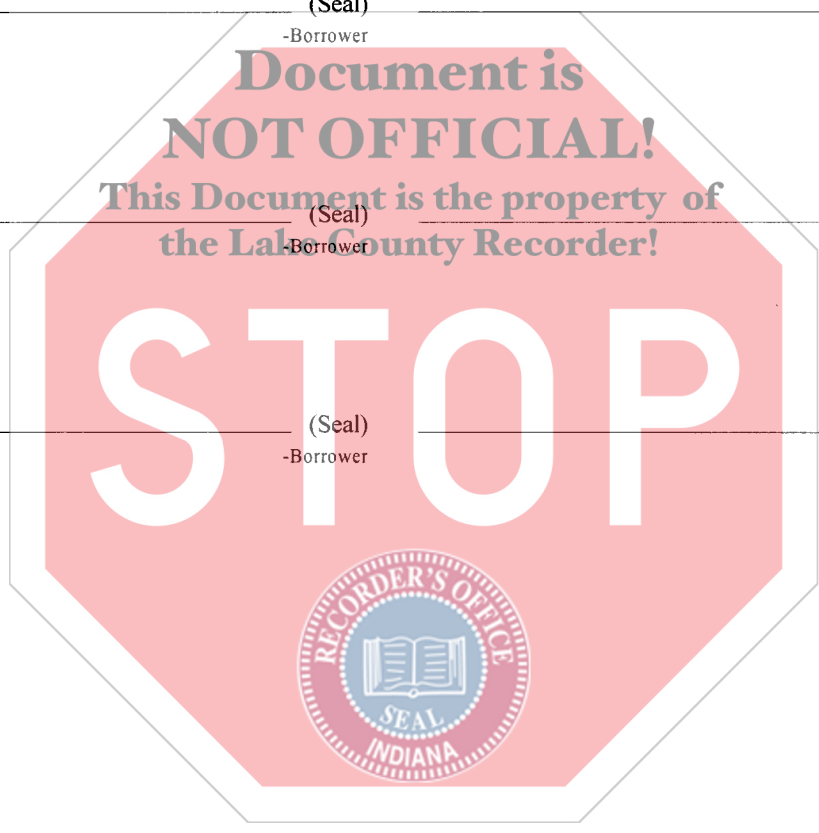 (Seal)
-Borrower
Document is
NOT OFFICIAL!
This Document is the property of
(Seal)
the Lake County Recorder!
-Borrower
STOP
(Seal)
-Borrower
RECORDER'S OFFICE
SEAL
INDIANA